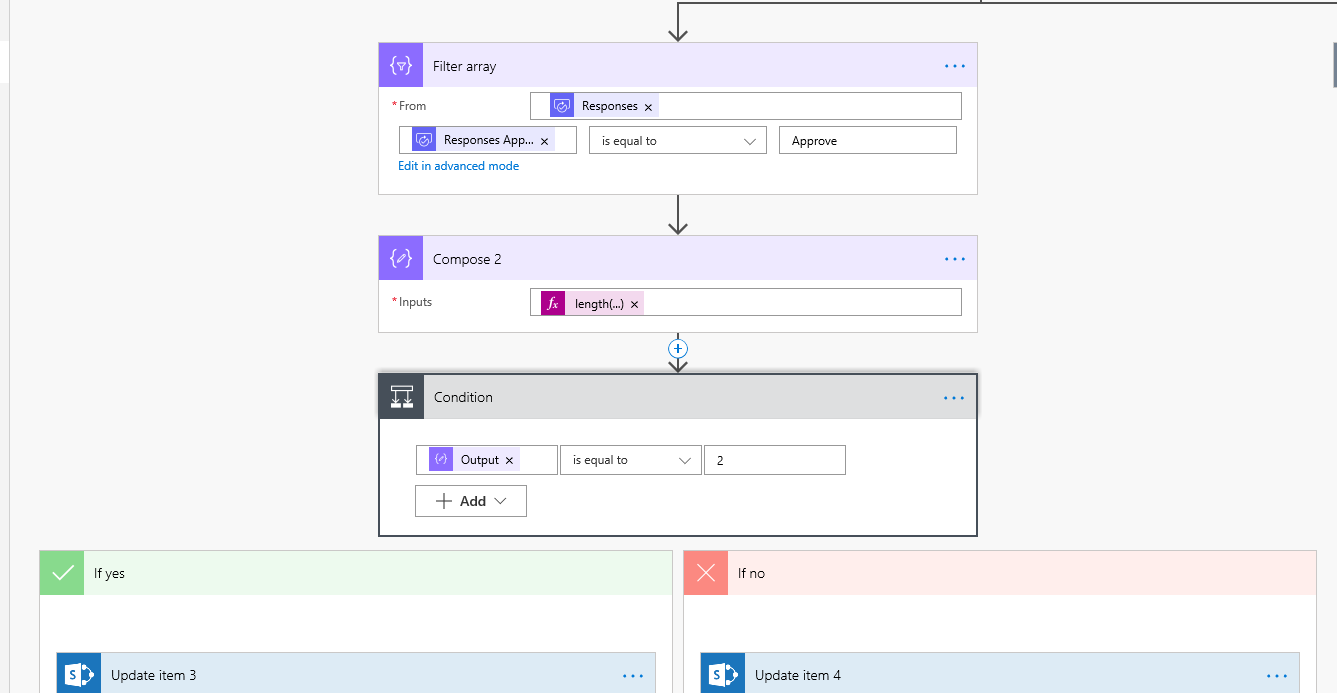 Filter array
* From
Responses ×
Responses App... × is equal to Approve
Edit in advanced mode
Compose 2
* Inputs
fx length(...) ×
Condition
Output × is equal to 2
+ Add
If yes
If no
S Update item 3
S Update item 4